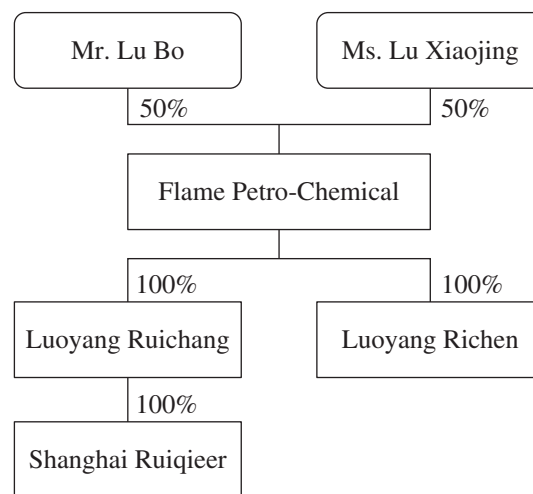 Mr. Lu Bo
Ms. Lu Xiaojing
50%
50%
Flame Petro-Chemical
100%
100%
Luoyang Ruichang
Luoyang Richen
100%
Shanghai Ruiqieer